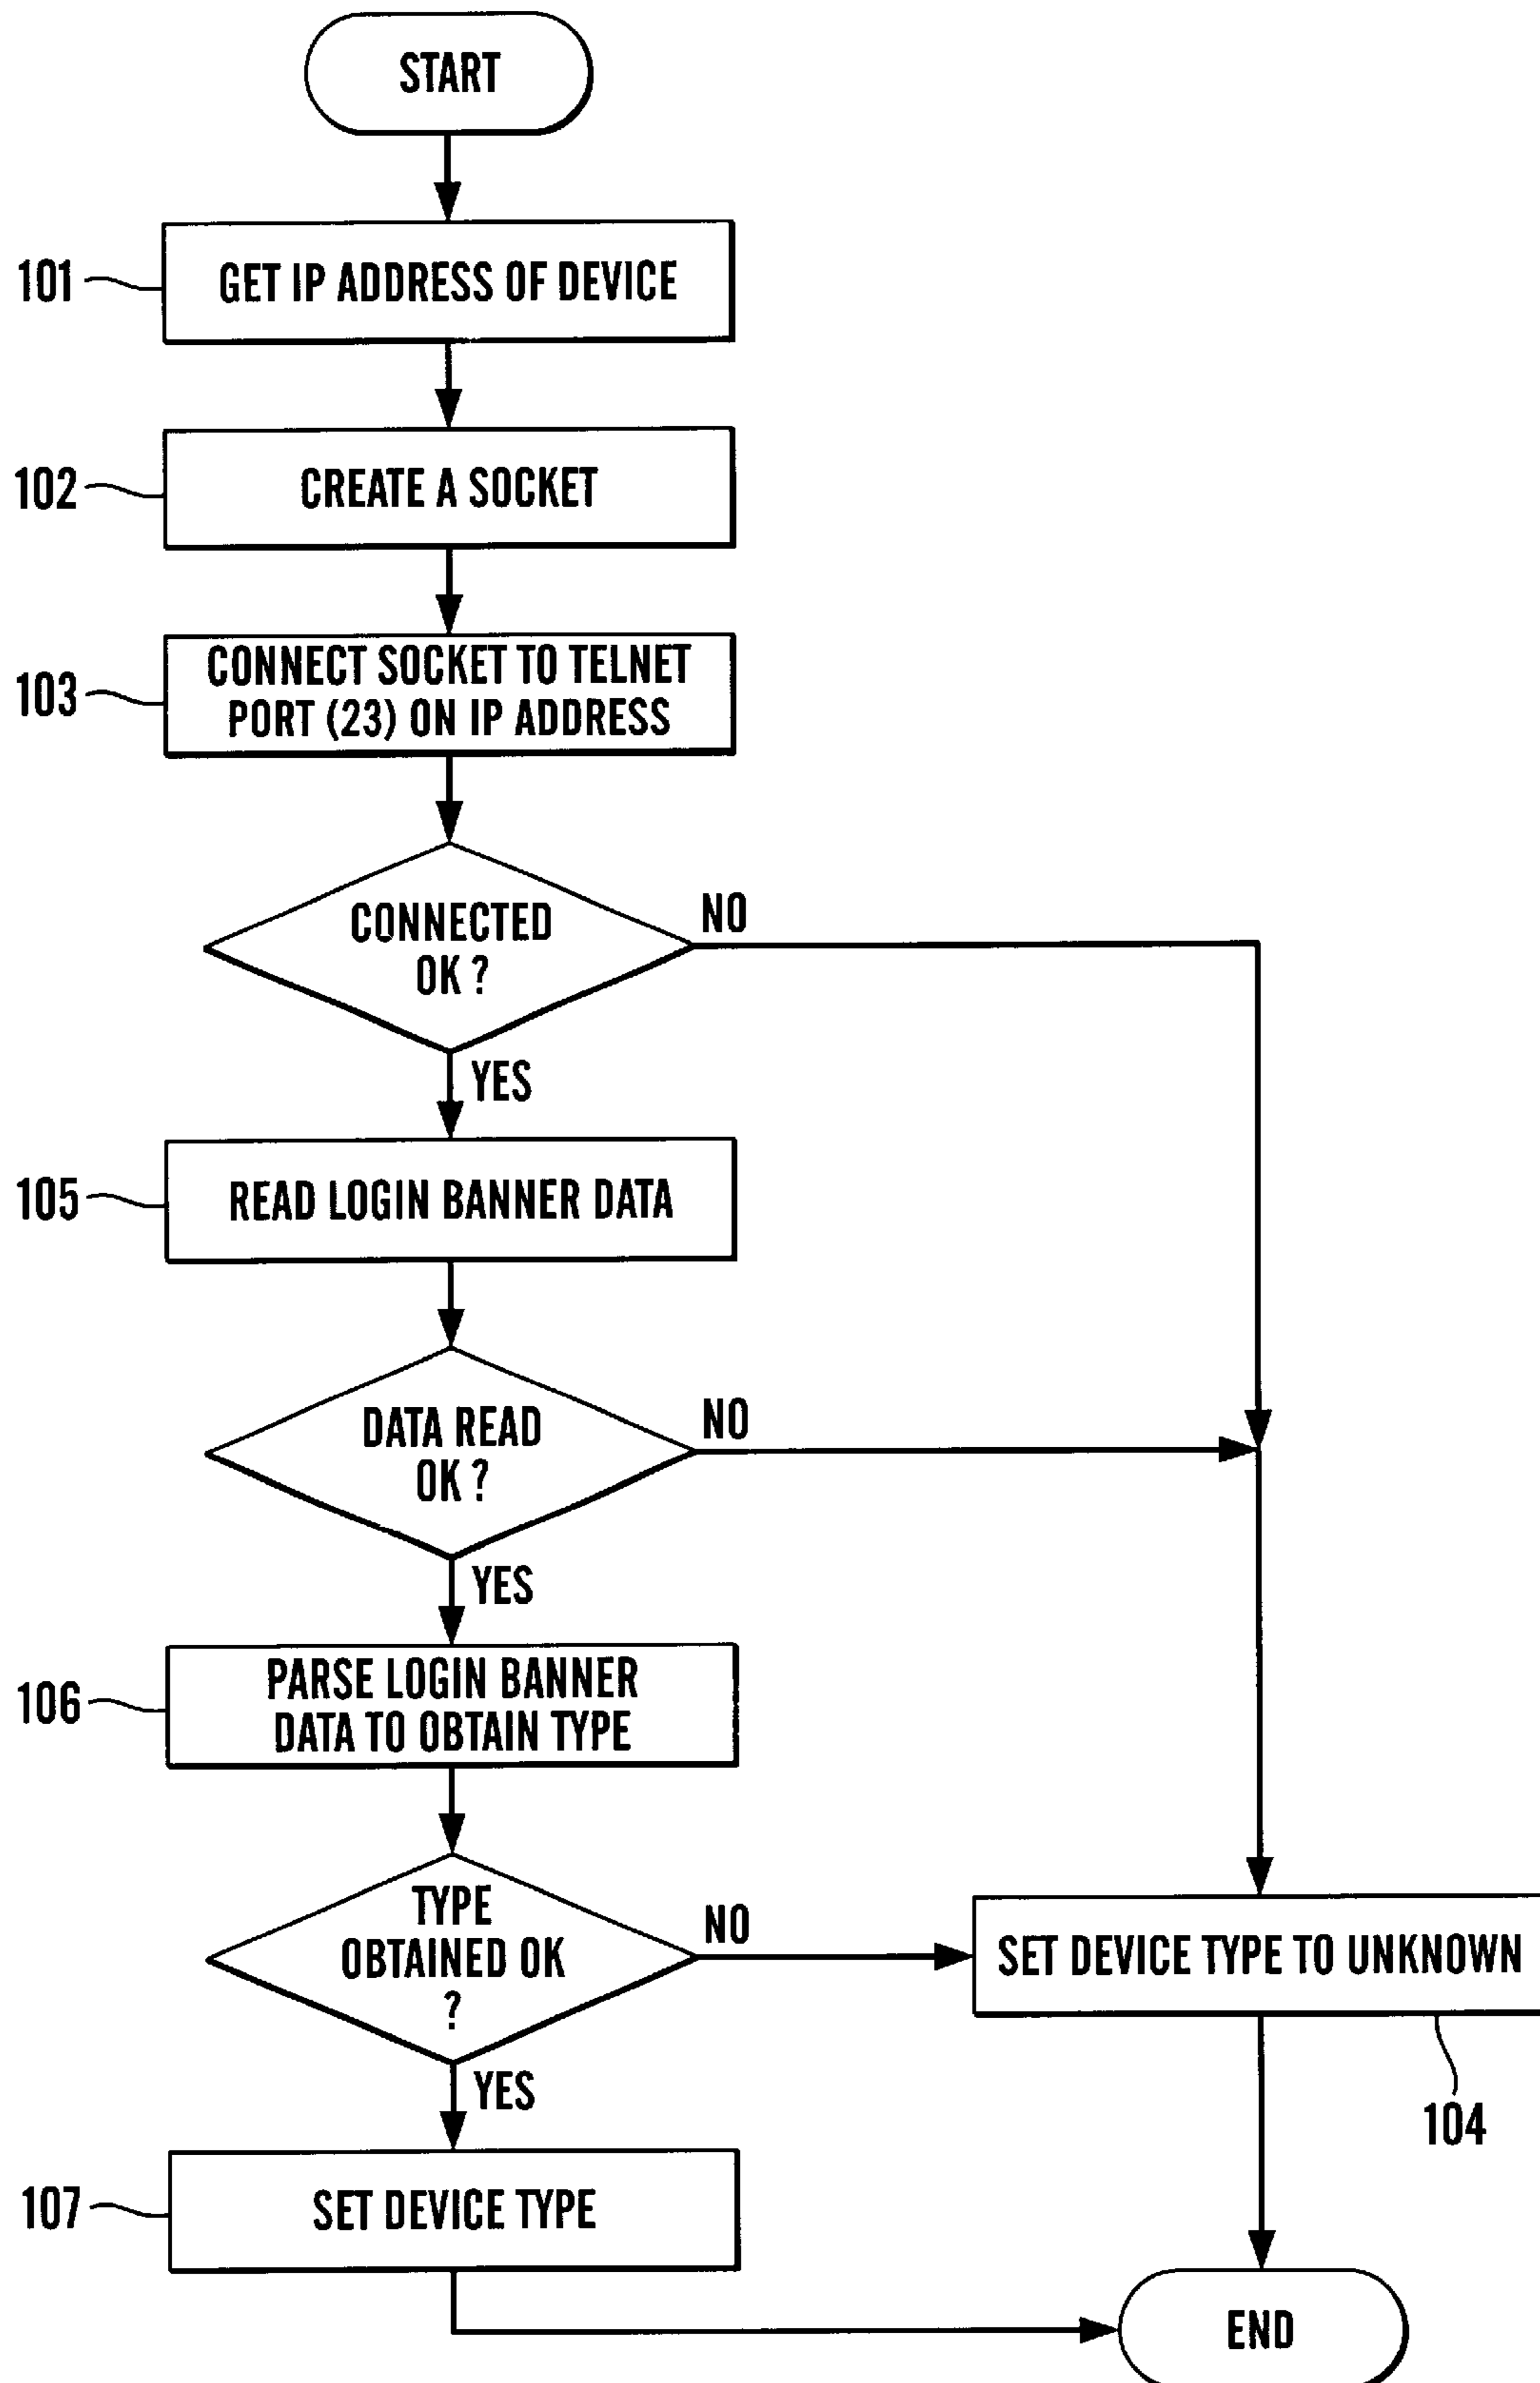 START
101
GET IP ADDRESS OF DEVICE
102
CREATE A SOCKET
103
CONNECT SOCKET TO TELNET
PORT (23) ON IP ADDRESS
CONNECTED
OK ?
NO
YES
105
READ LOGIN BANNER DATA
DATA READ
OK ?
NO
YES
106
PARSE LOGIN BANNER
DATA TO OBTAIN TYPE
TYPE
OBTAINED OK
?
NO
SET DEVICE TYPE TO UNKNOWN
104
YES
107
SET DEVICE TYPE
END